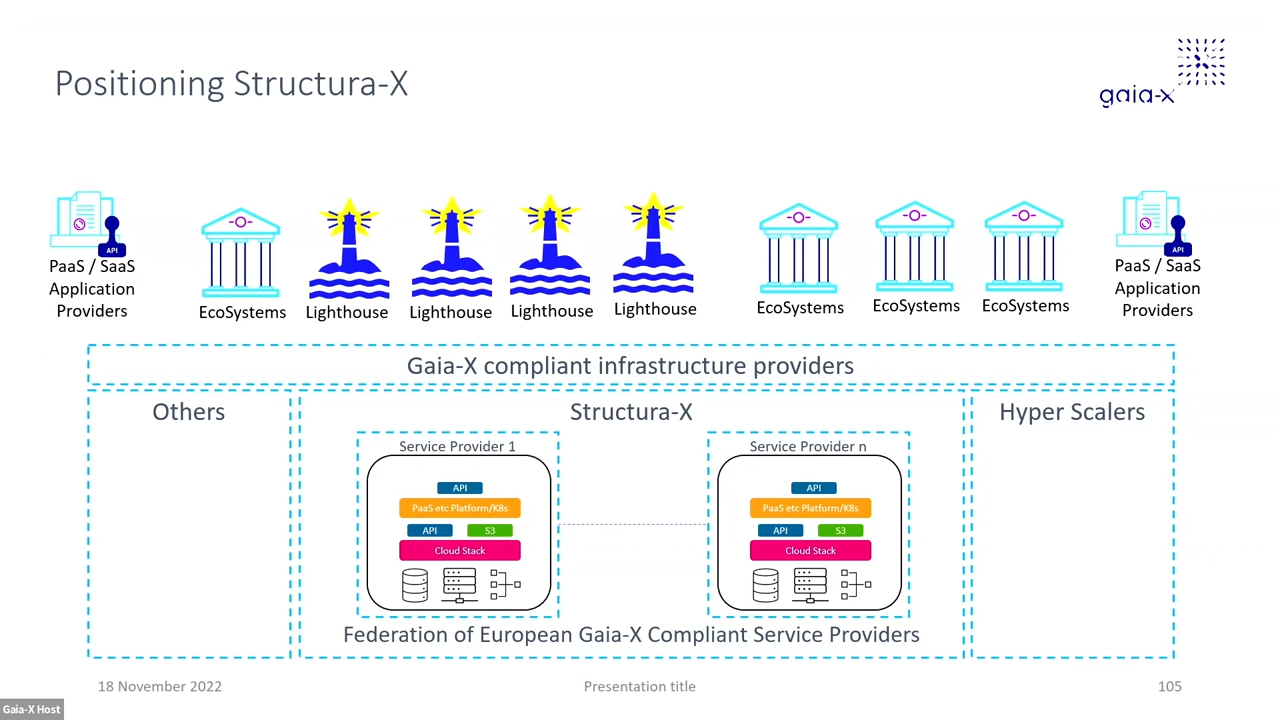 Positioning Structura-X
gaia-x
API
PaaS / SaaS
Application
Providers
EcoSystems
Lighthouse
Lighthouse
Lighthouse
Lighthouse
EcoSystems
EcoSystems
EcoSystems
API
PaaS / SaaS
Application
Providers
Gaia-X compliant infrastructure providers
Others
Structura-X
Hyper Scalers
Service Provider 1
API
PaaS etc Platform/K8s
API S3
Cloud Stack
Service Provider n
API
PaaS etc Platform/K8s
API S3
Cloud Stack
Federation of European Gaia-X Compliant Service Providers
18 November 2022
Presentation title
105
Gaia-X Host